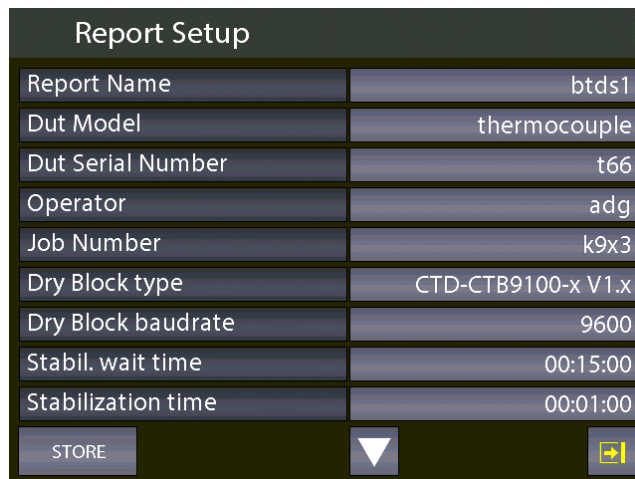 Report Setup
Report Name btds1
Dut Model thermocouple
Dut Serial Number t66
Operator adg
Job Number k9x3
Dry Block type CTD-CTB9100-x V1.x
Dry Block baudrate 9600
Stabil. wait time 00:15:00
Stabilization time 00:01:00
STORE